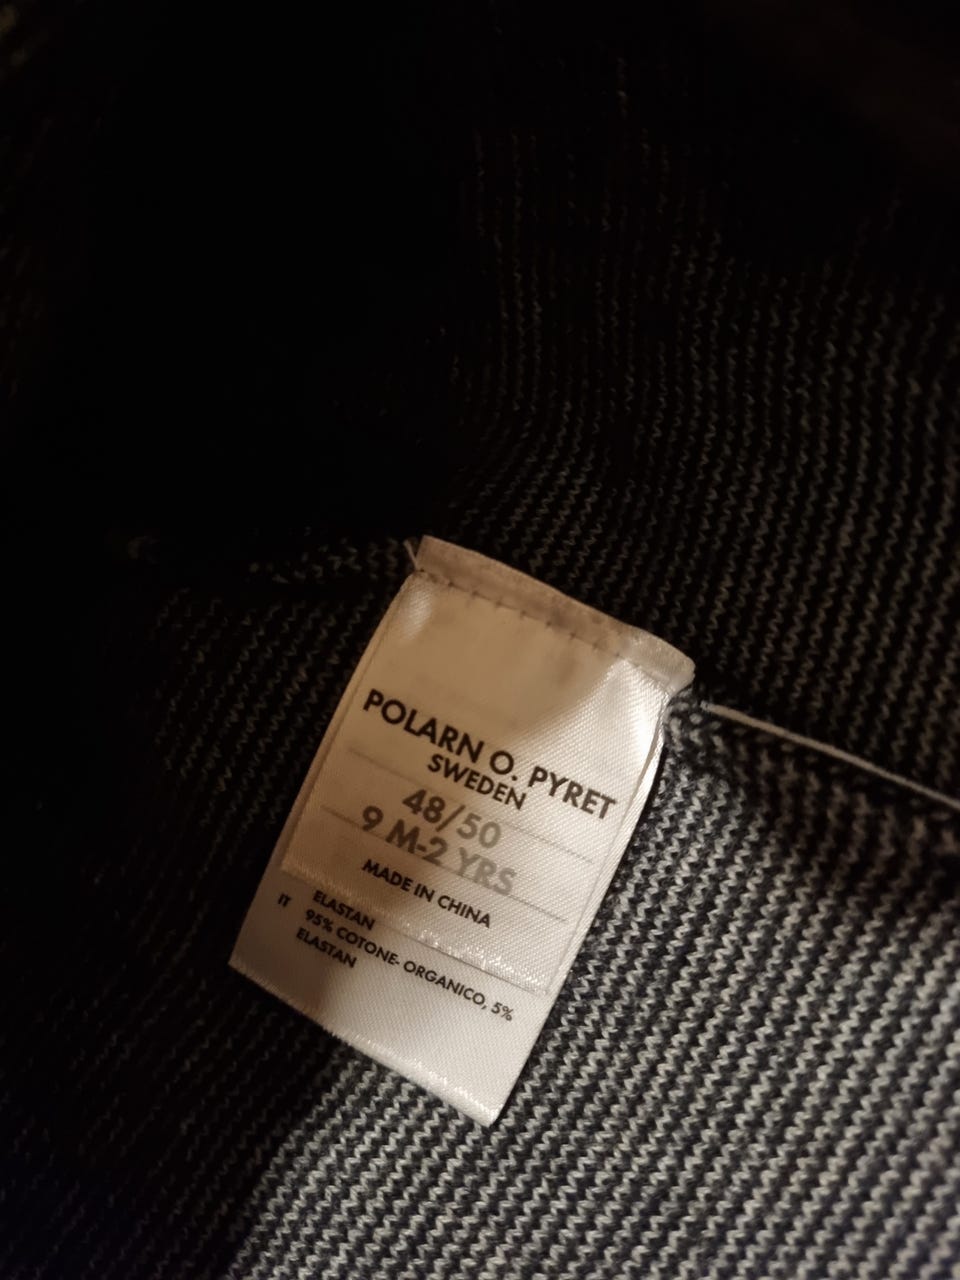 POLARN O. PYRET
SWEDEN
48/50
9 M-2 YRS
MADE IN CHINA
ELASTAN
IT 95% COTONE- ORGANICO, 5%
ELASTAN